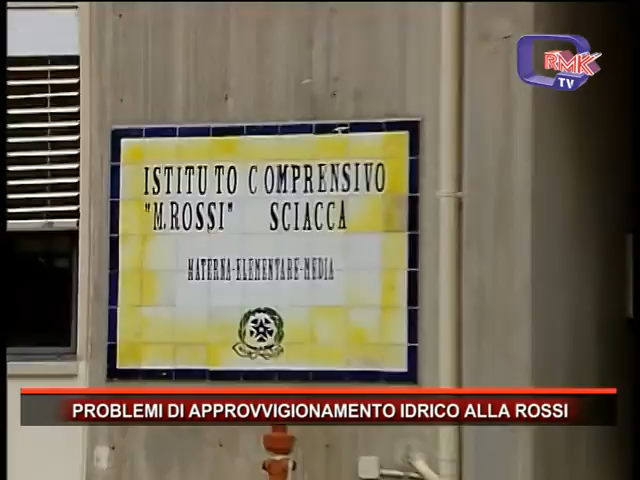 RMK
TV
ISTITUTO COMPRENSIVO
"M.ROSSI" SCIACCA
MATERNA-ELEMENTARE-MEDIA
PROBLEMI DI APPROVVIGIONAMENTO IDRICO ALLA ROSSI